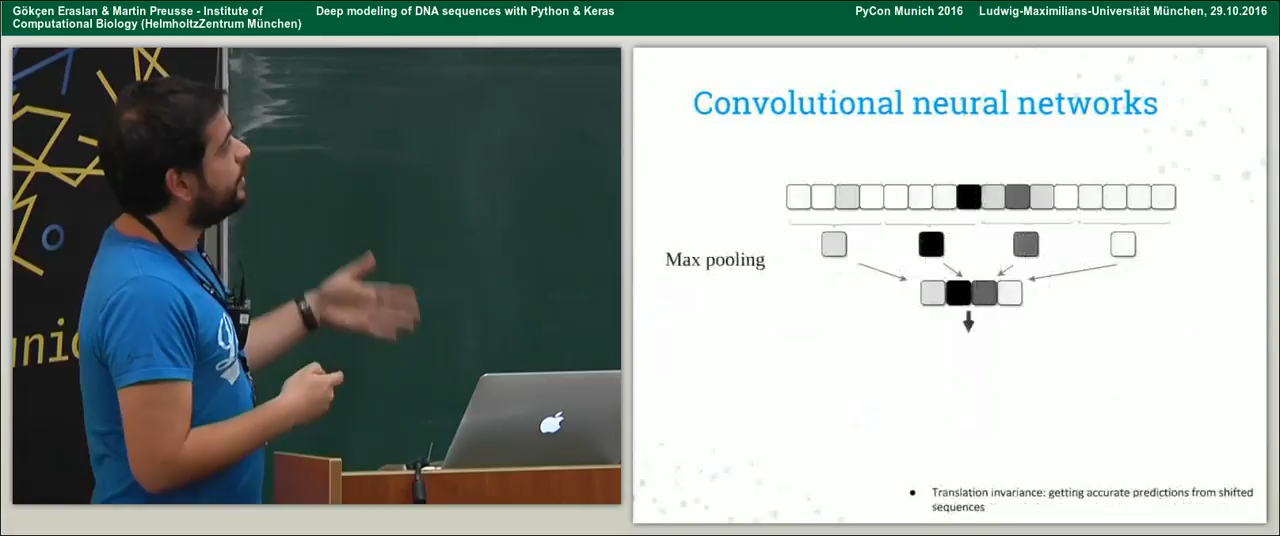 Gökçen Eraslan & Martin Preusse - Institute of
Computational Biology (HelmholtzZentrum München)
Deep modeling of DNA sequences with Python & Keras
PyCon Munich 2016
Ludwig-Maximilians-Universität München, 29.10.2016
Convolutional neural networks
Max pooling
● Translation invariance: getting accurate predictions from shifted
sequences